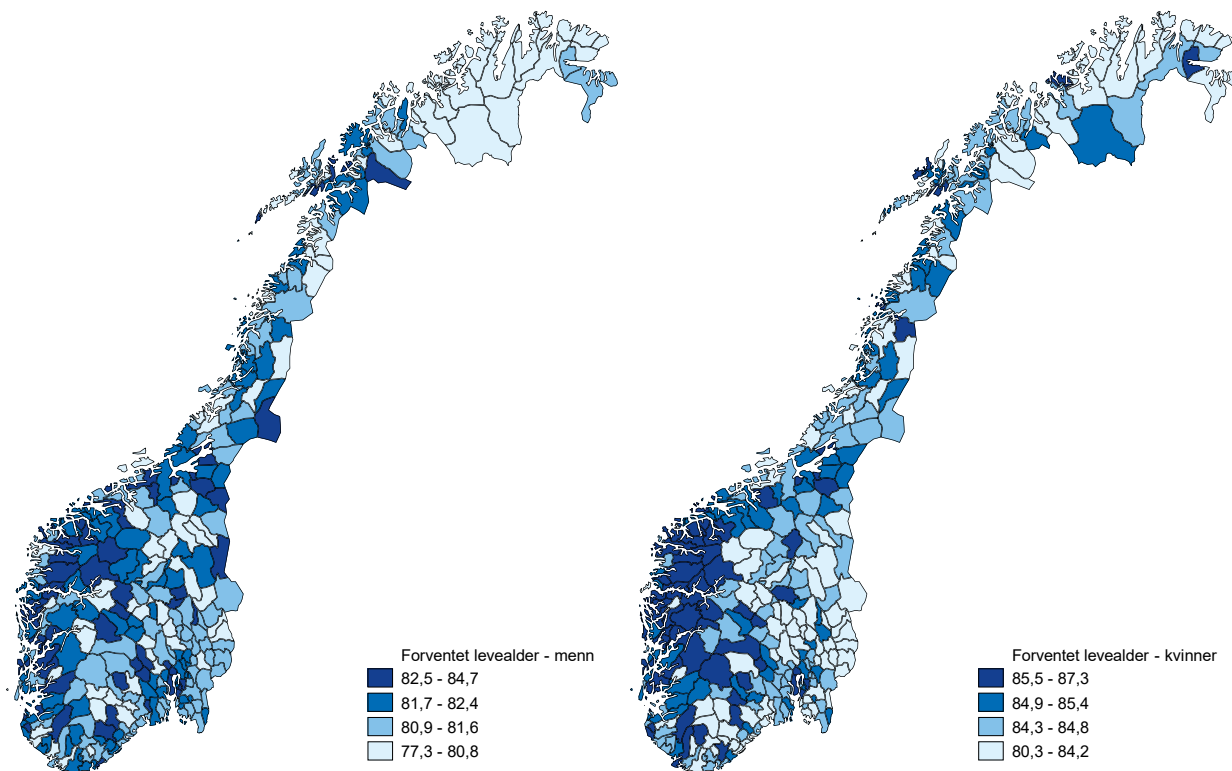 Forventet levealder - menn
82,5 - 84,7
81,7 - 82,4
80,9 - 81,6
77,3 - 80,8
Forventet levealder - kvinner
85,5 - 87,3
84,9 - 85,4
84,3 - 84,8
80,3 - 84,2